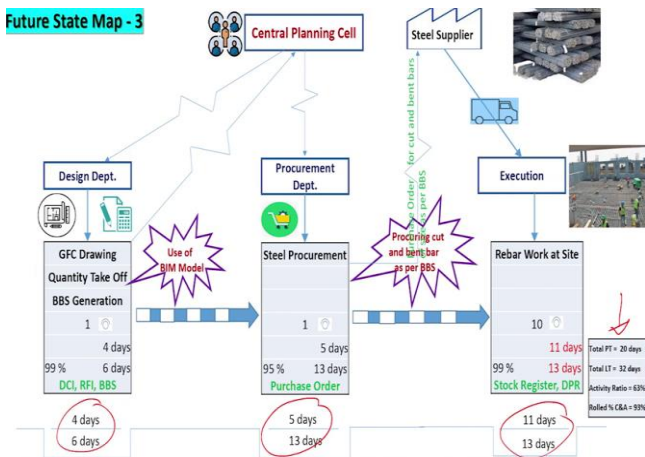 Future State Map - 3
Central Planning Cell
Steel Supplier
Purchase Order for cut and bent bars
as per BBS
Design Dept.
Procurement
Dept.
Execution
GFC Drawing
Quantity Take Off
BBS Generation
1
4 days
99 % 6 days
DCI, RFI, BBS
Use of
BIM Model
Steel Procurement
1
5 days
95 % 13 days
Purchase Order
Procuring cut
and bent bar
as per BBS
Rebar Work at Site
10
11 days
99 % 13 days
Stock Register, DPR
Total PT = 20 days
Total LT = 32 days
Activity Ratio = 63%
Rolled % C&A = 93%
4 days
6 days
5 days
13 days
11 days
13 days